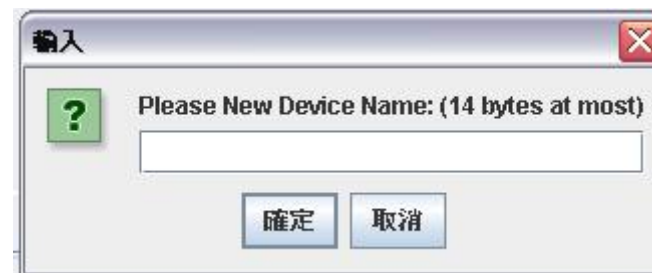 輸入
Please New Device Name: (14 bytes at most)
確定
取消